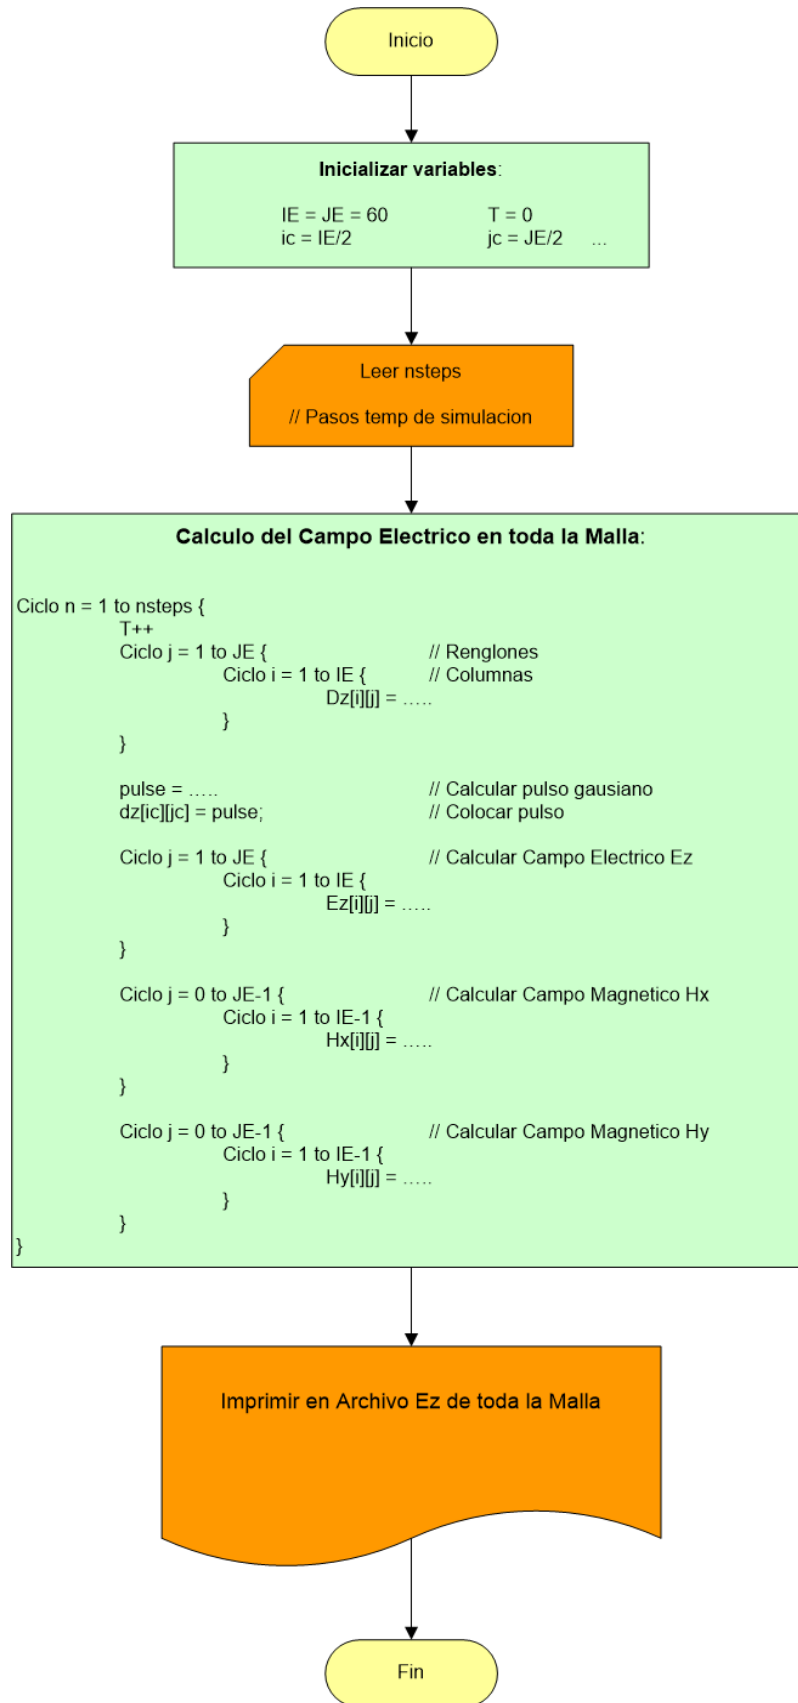 Inicio
Inicializar variables:
IE = JE = 60 T = 0
ic = IE/2 jc = JE/2 ...
Leer nsteps
// Pasos temp de simulacion
Calculo del Campo Electrico en toda la Malla:
Ciclo n = 1 to nsteps {
T++
Ciclo j = 1 to JE { // Renglones
Ciclo i = 1 to IE { // Columnas
Dz[i][j] = …..
}
}
pulse = ….. // Calcular pulso gausiano
dz[ic][jc] = pulse; // Colocar pulso
Ciclo j = 1 to JE { // Calcular Campo Electrico Ez
Ciclo i = 1 to IE {
Ez[i][j] = …..
}
}
Ciclo j = 0 to JE-1 { // Calcular Campo Magnetico Hx
Ciclo i = 1 to IE-1 {
Hx[i][j] = …..
}
}
Ciclo j = 0 to JE-1 { // Calcular Campo Magnetico Hy
Ciclo i = 1 to IE-1 {
Hy[i][j] = …..
}
}
}
Imprimir en Archivo Ez de toda la Malla
Fin